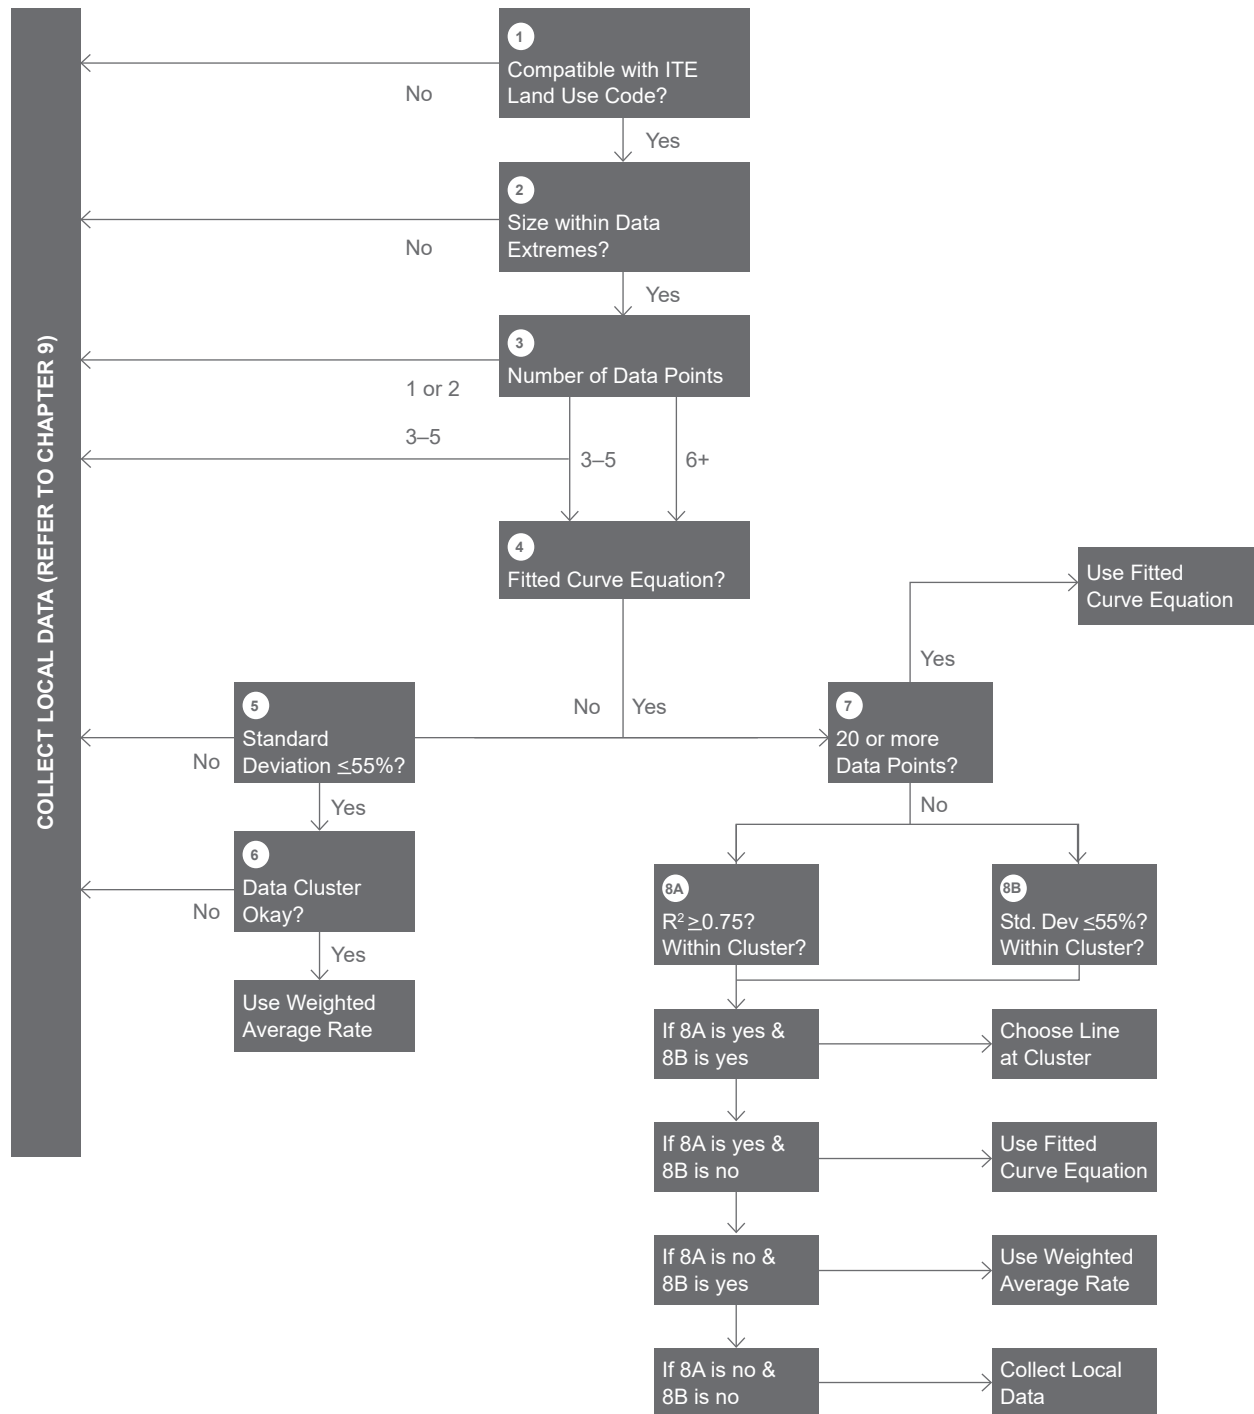 COLLECT LOCAL DATA (REFER TO CHAPTER 9)
1
Compatible with ITE
Land Use Code?
No
Yes
2
Size within Data
Extremes?
No
Yes
3
Number of Data Points
1 or 2
3–5
3–5
6+
4
Fitted Curve Equation?
No
Yes
5
Standard
Deviation ≤55%?
No
Yes
6
Data Cluster
Okay?
No
Yes
Use Weighted
Average Rate
7
20 or more
Data Points?
Yes
Use Fitted
Curve Equation
No
8A
R² ≥0.75?
Within Cluster?
8B
Std. Dev ≤55%?
Within Cluster?
If 8A is yes &
8B is yes
Choose Line
at Cluster
If 8A is yes &
8B is no
Use Fitted
Curve Equation
If 8A is no &
8B is yes
Use Weighted
Average Rate
If 8A is no &
8B is no
Collect Local
Data